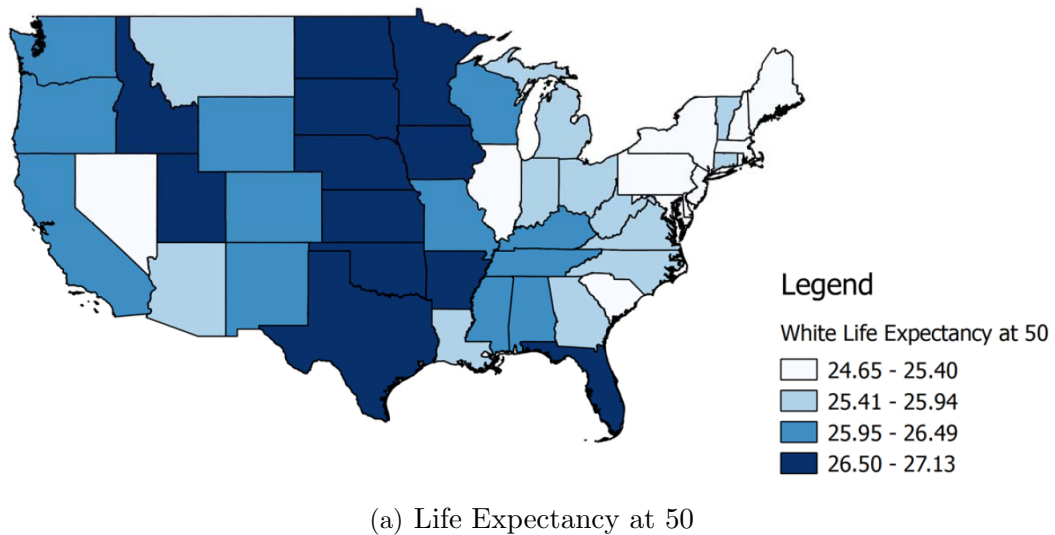 Legend
White Life Expectancy at 50
24.65 - 25.40
25.41 - 25.94
25.95 - 26.49
26.50 - 27.13
(a) Life Expectancy at 50